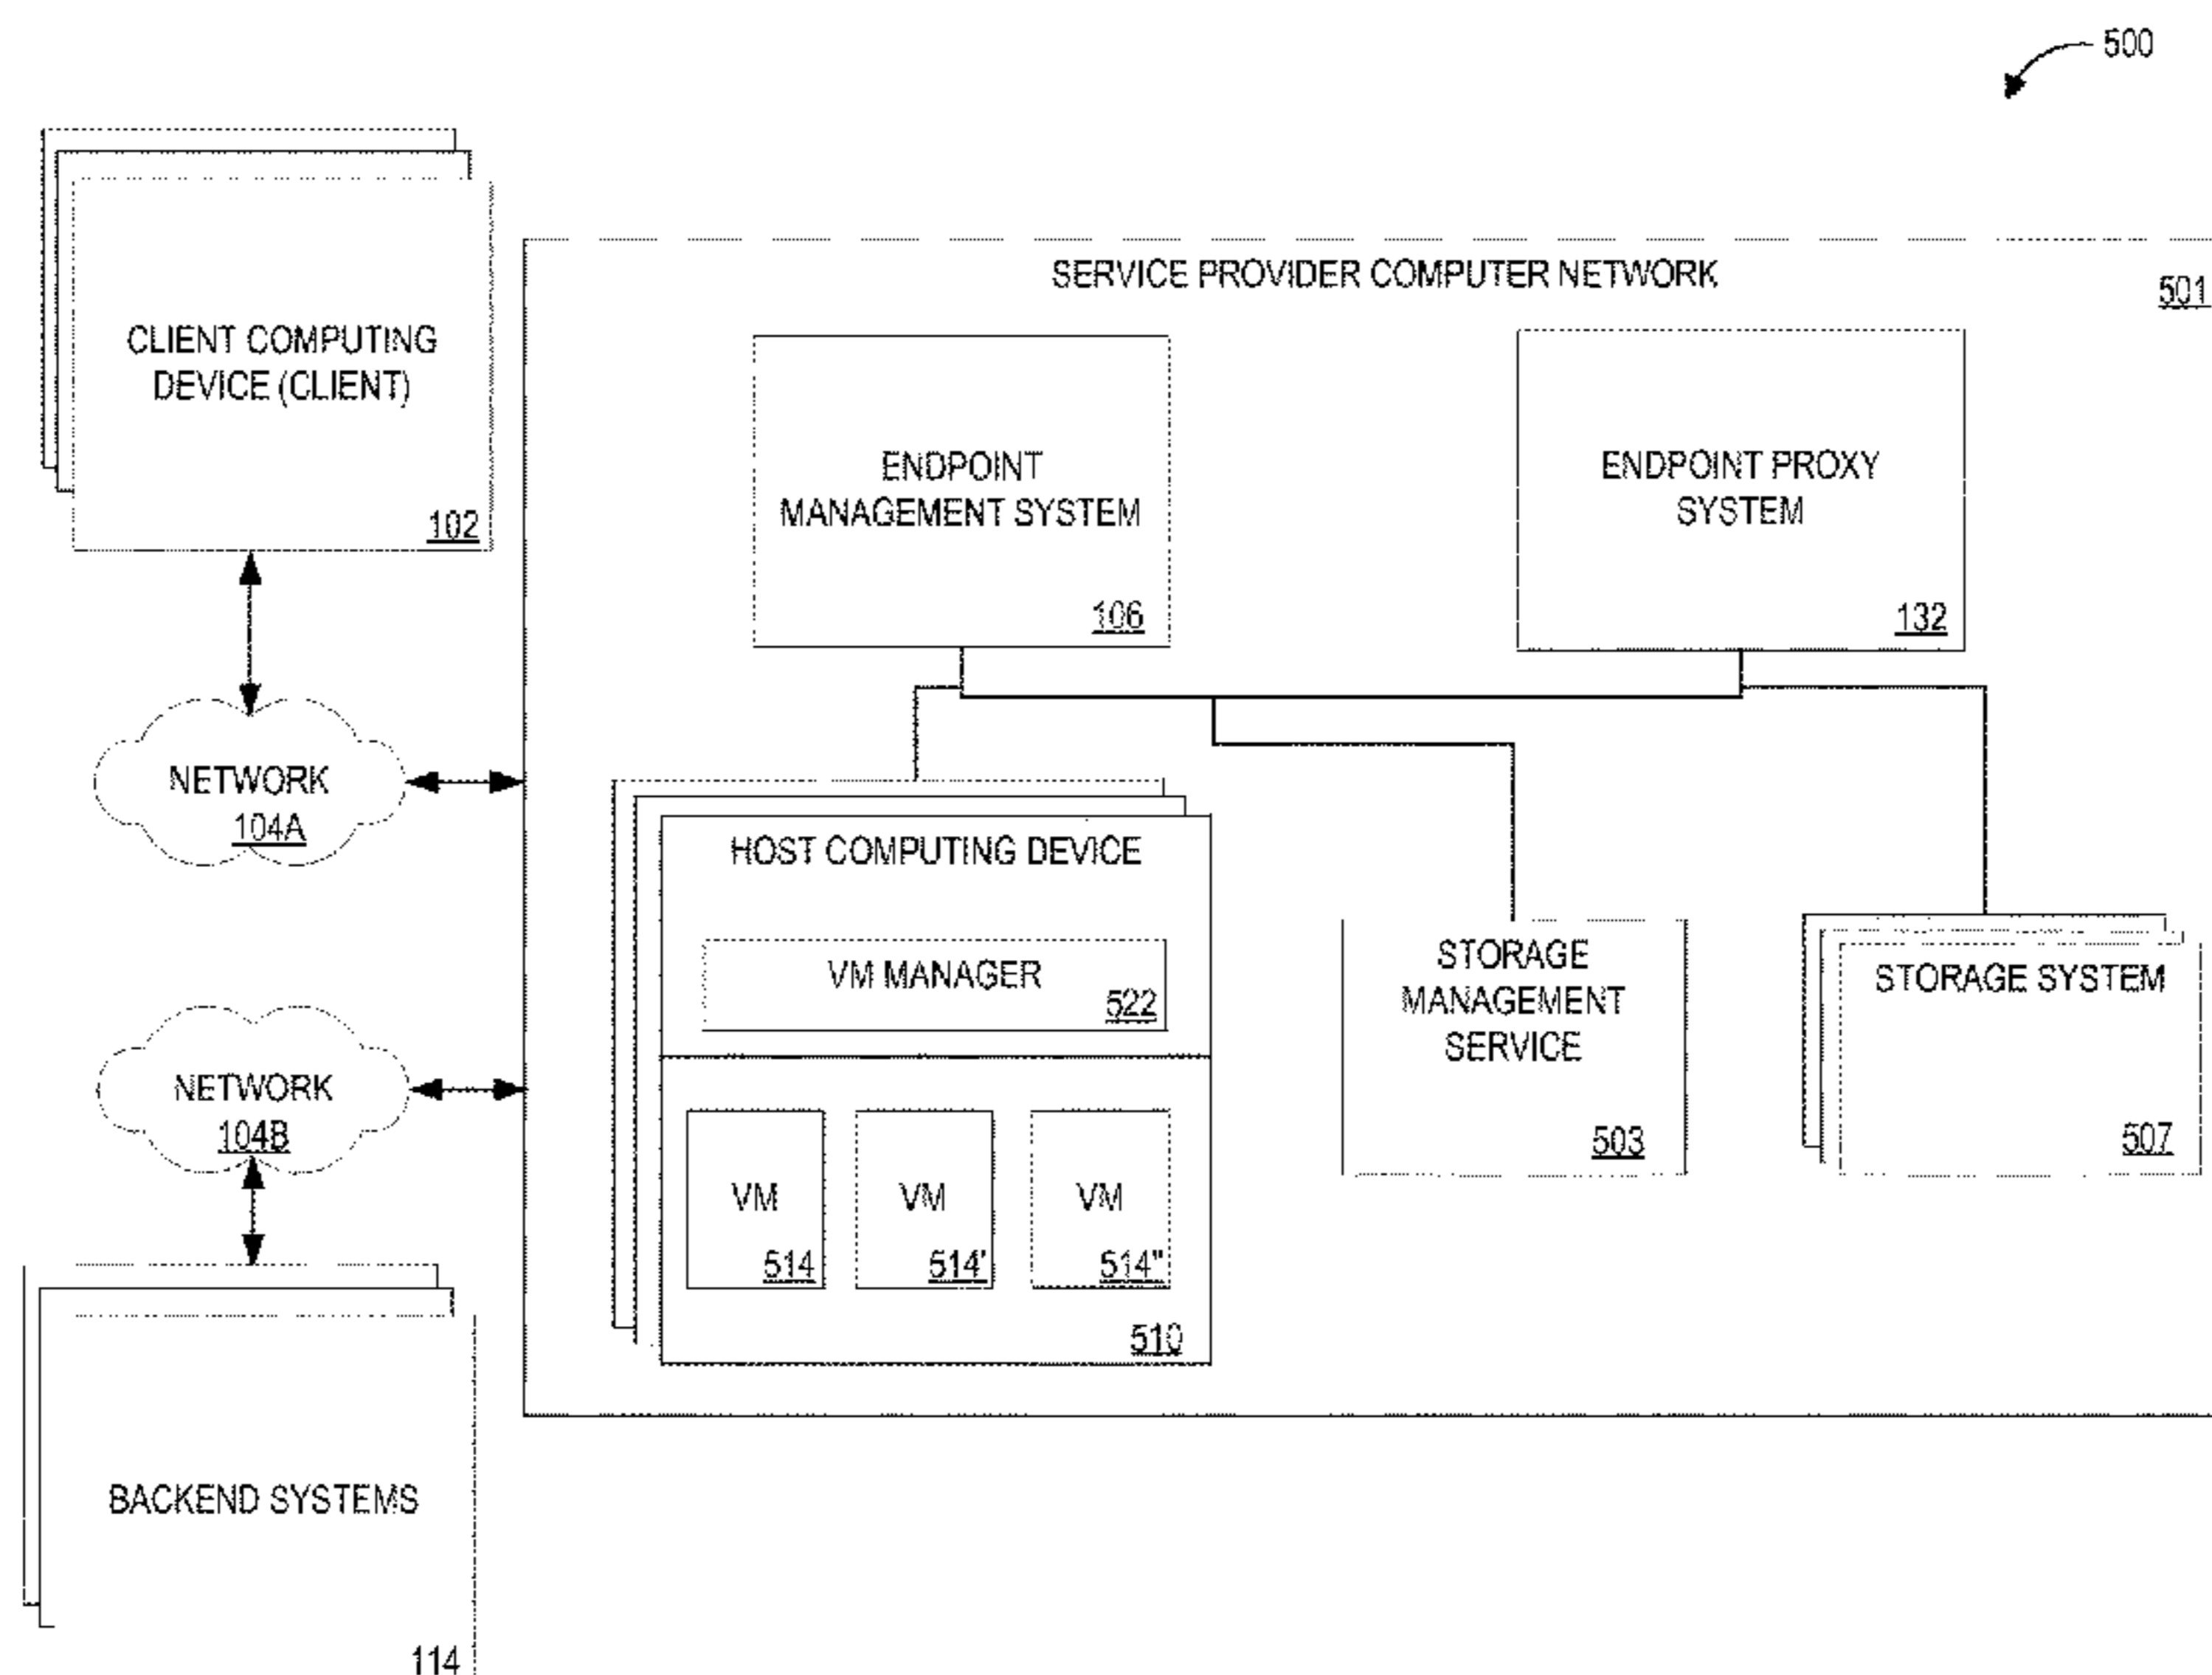 500
CLIENT COMPUTING
DEVICE (CLIENT)
102
SERVICE PROVIDER COMPUTER NETWORK
501
ENDPOINT
MANAGEMENT SYSTEM
106
ENDPOINT PROXY
SYSTEM
132
NETWORK
104A
HOST COMPUTING DEVICE
VM MANAGER
522
VM
514
VM
514'
VM
514"
510
STORAGE
MANAGEMENT
SERVICE
503
STORAGE SYSTEM
507
NETWORK
104B
BACKEND SYSTEMS
114